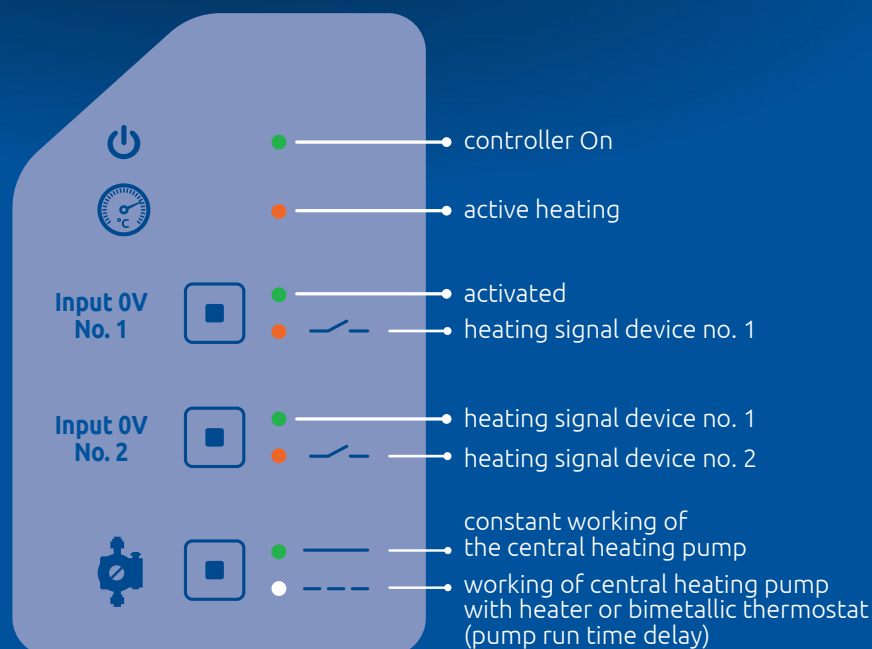 controller On
°C
active heating
Input 0V
No. 1
activated
heating signal device no. 1
Input 0V
No. 2
heating signal device no. 1
heating signal device no. 2
constant working of
the central heating pump
working of central heating pump
with heater or bimetallic thermostat
(pump run time delay)